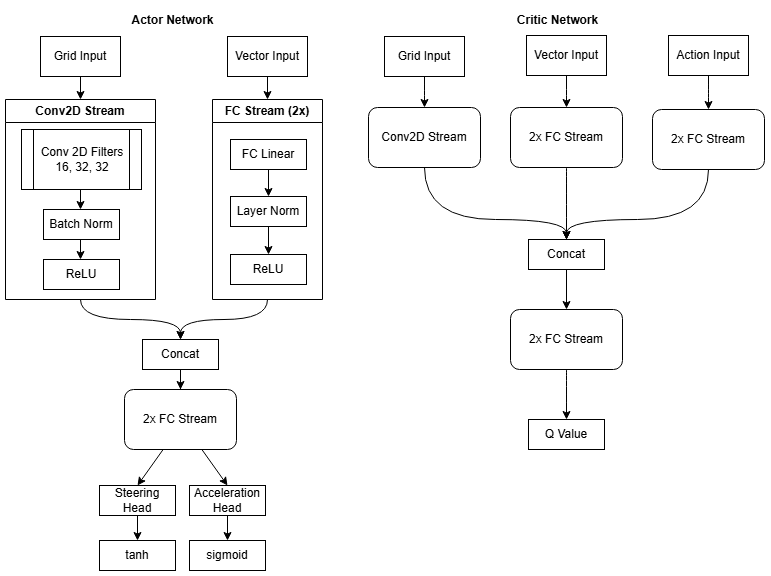 Actor Network
Grid Input
Vector Input
Conv2D Stream
Conv 2D Filters
16, 32, 32
Batch Norm
ReLU
FC Stream (2x)
FC Linear
Layer Norm
ReLU
Concat
2x FC Stream
Steering
Head
Acceleration
Head
tanh
sigmoid
Critic Network
Grid Input
Vector Input
Action Input
Conv2D Stream
2x FC Stream
2x FC Stream
Concat
2x FC Stream
Q Value